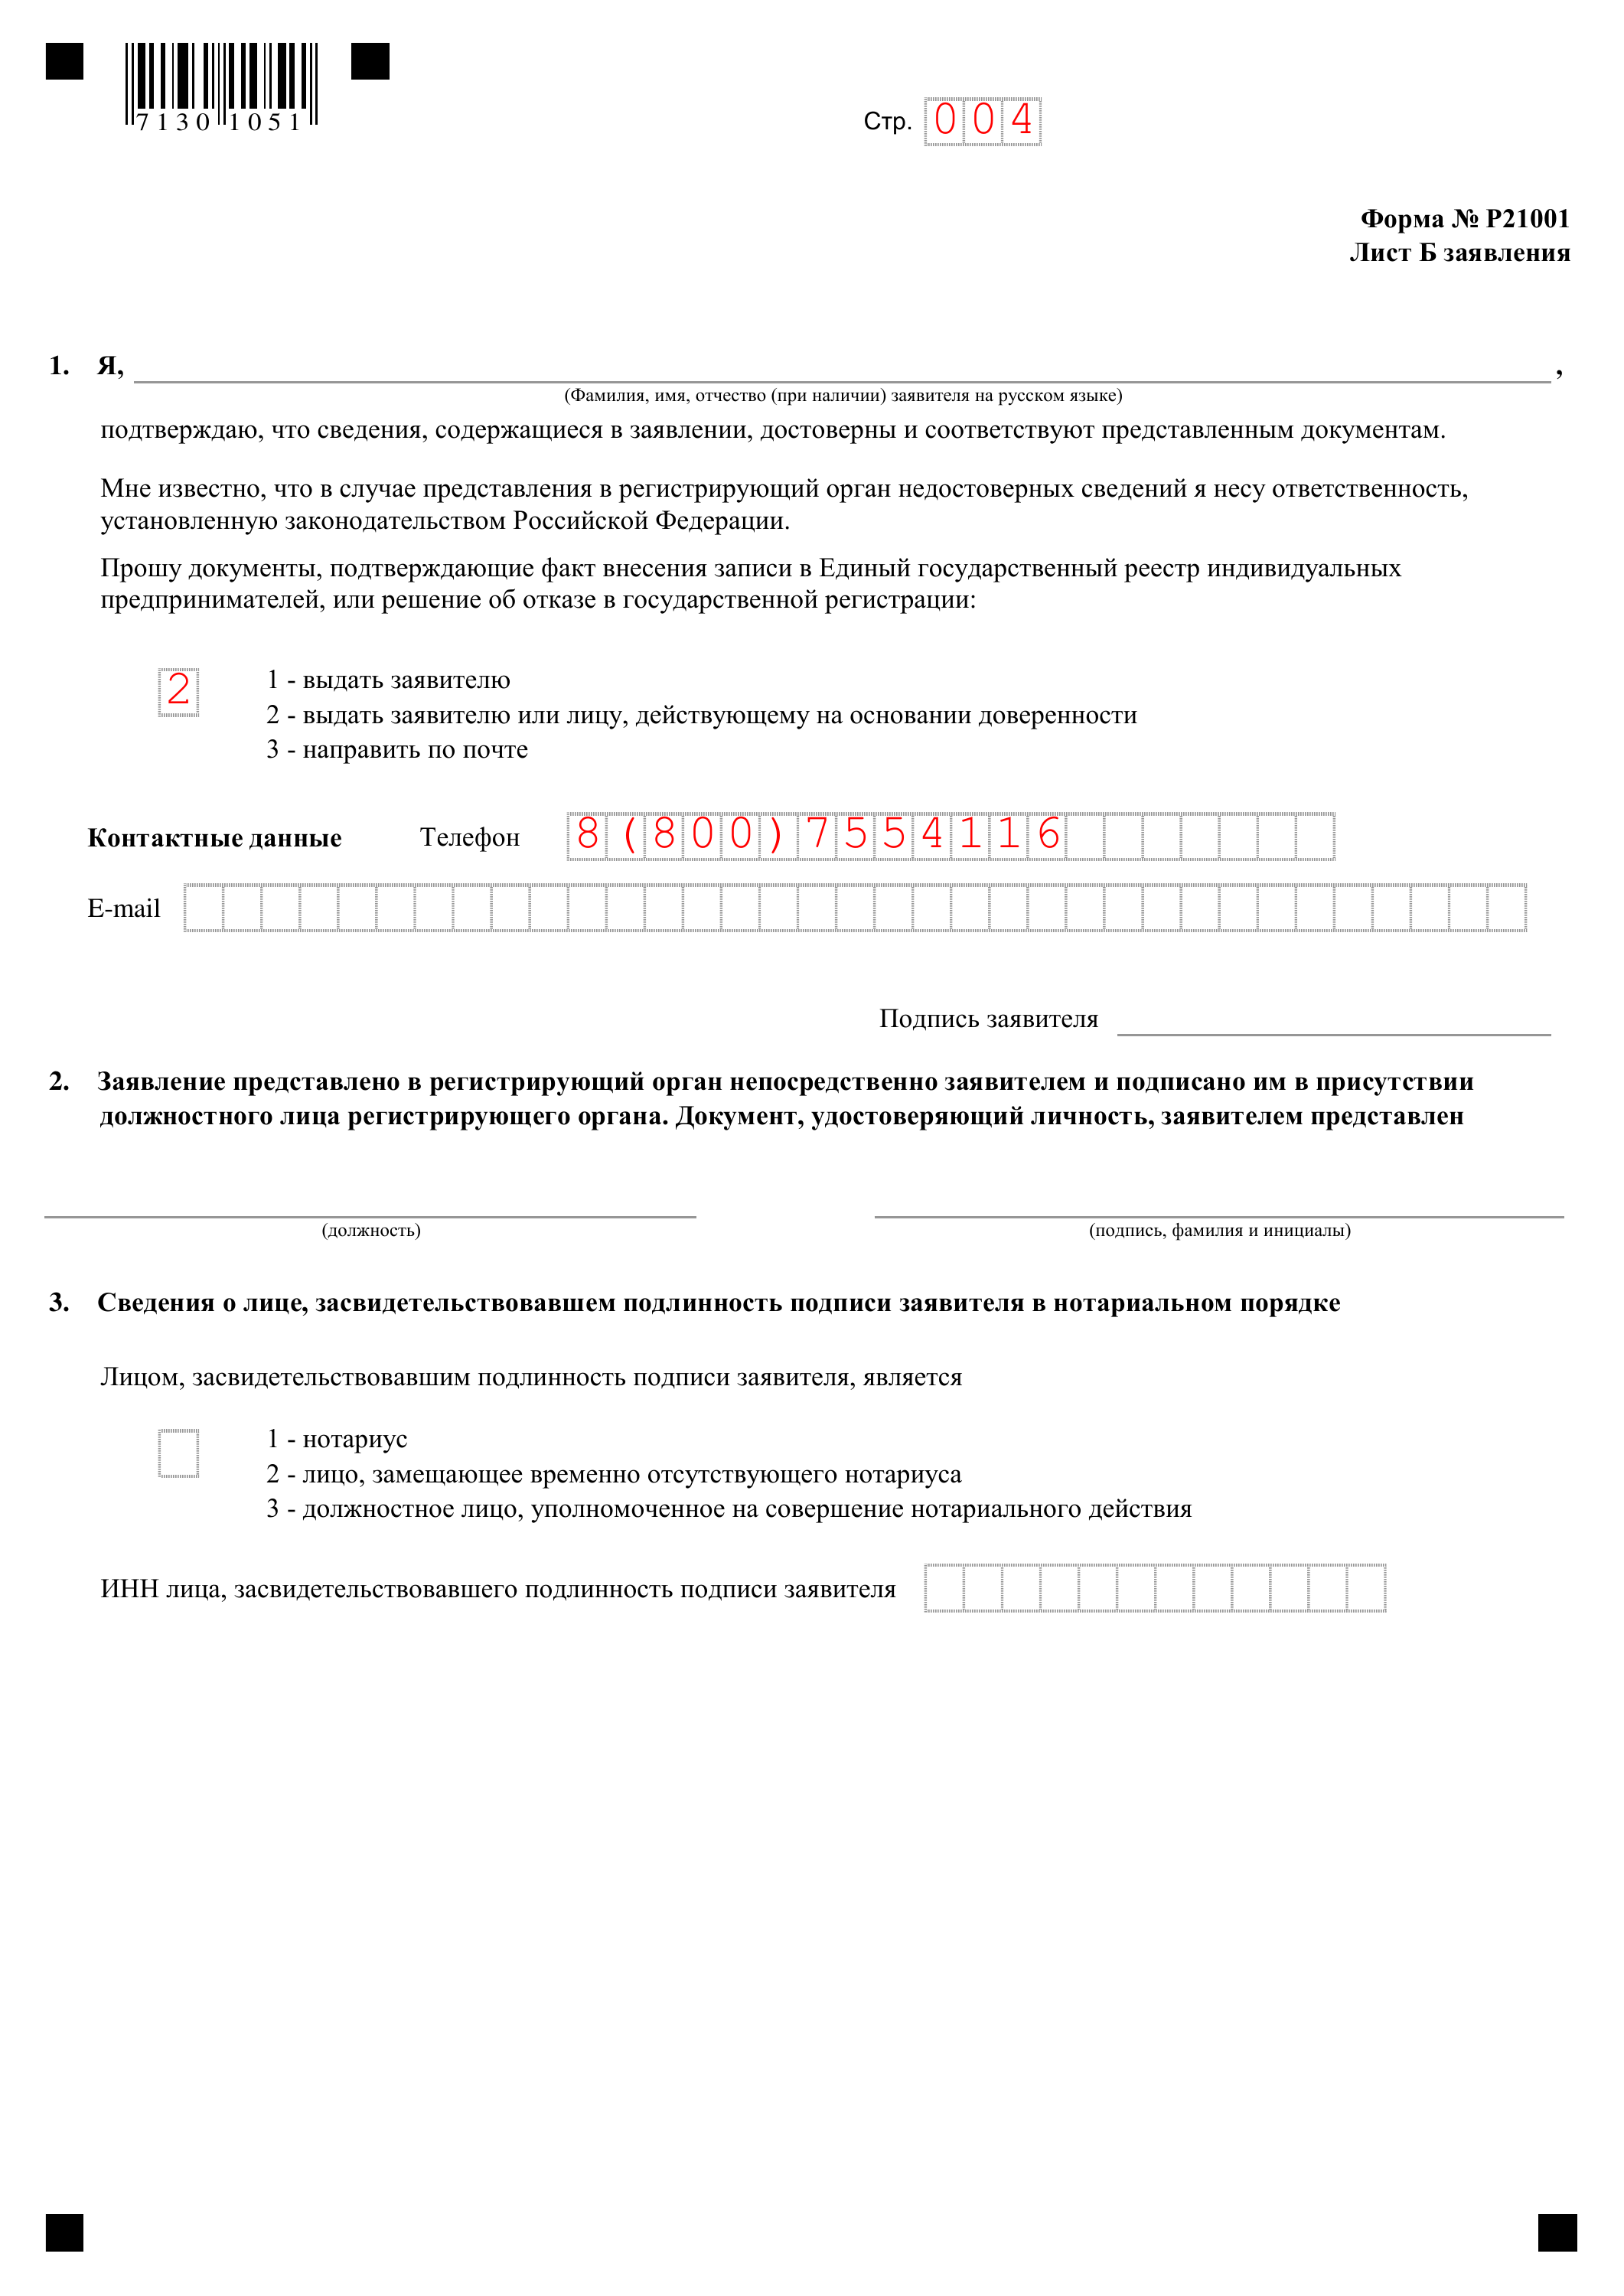 7130 1051
Стр. 004
Форма № Р21001
Лист Б заявления
1. Я, ,
(Фамилия, имя, отчество (при наличии) заявителя на русском языке)
подтверждаю, что сведения, содержащиеся в заявлении, достоверны и соответствуют представленным документам.
Мне известно, что в случае представления в регистрирующий орган недостоверных сведений я несу ответственность,
установленную законодательством Российской Федерации.
Прошу документы, подтверждающие факт внесения записи в Единый государственный реестр индивидуальных
предпринимателей, или решение об отказе в государственной регистрации:
2 1 - выдать заявителю
2 - выдать заявителю или лицу, действующему на основании доверенности
3 - направить по почте
Контактные данные Телефон 8(800)7554116
E-mail
Подпись заявителя
2. Заявление представлено в регистрирующий орган непосредственно заявителем и подписано им в присутствии
должностного лица регистрирующего органа. Документ, удостоверяющий личность, заявителем представлен
(должность) (подпись, фамилия и инициалы)
3. Сведения о лице, засвидетельствовавшем подлинность подписи заявителя в нотариальном порядке
Лицом, засвидетельствовавшим подлинность подписи заявителя, является
1 - нотариус
2 - лицо, замещающее временно отсутствующего нотариуса
3 - должностное лицо, уполномоченное на совершение нотариального действия
ИНН лица, засвидетельствовавшего подлинность подписи заявителя